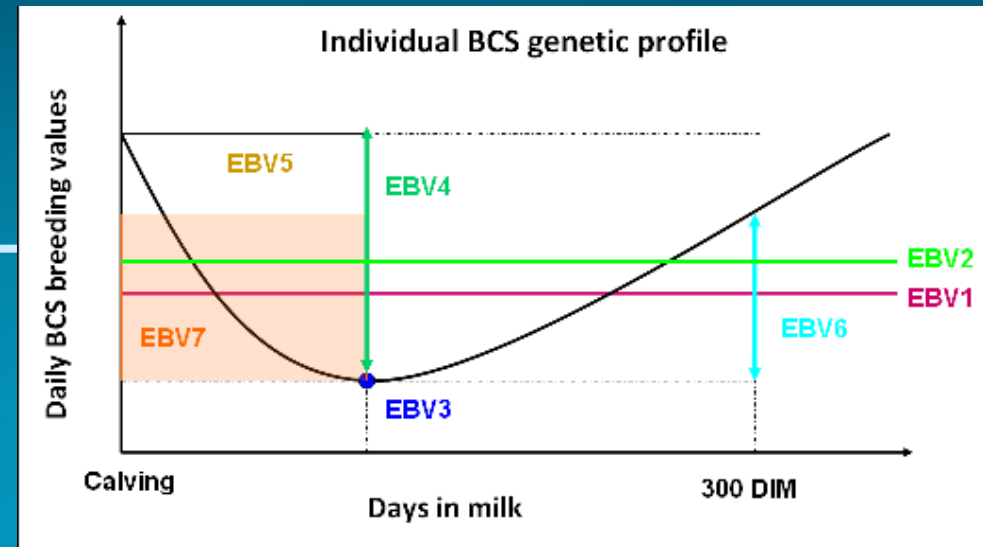 Individual BCS genetic profile
Daily BCS breeding values
EBV5
EBV4
EBV2
EBV1
EBV7
EBV6
EBV3
Calving
300 DIM
Days in milk